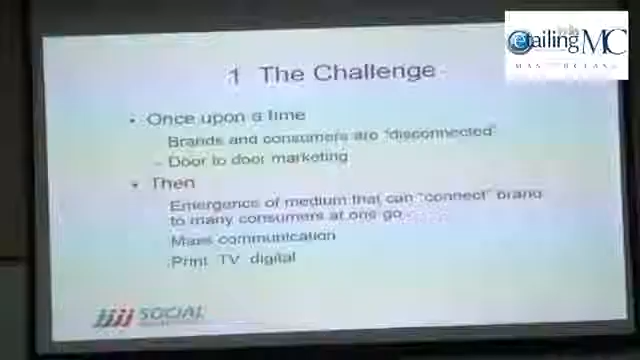 etailing MC
MASTERCLASS
1 The Challenge
• Once upon a time
Brands and consumers are "disconnected"
– Door to door marketing
• Then
Emergence of medium that can "connect" brand
to many consumers at one go
Mass communication
Print TV digital
SOCIAL